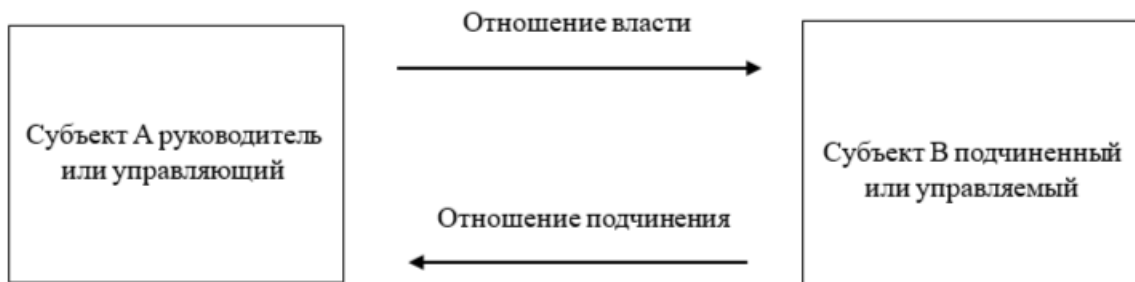 Отношение власти
Субъект А руководитель
или управляющий
Субъект В подчиненный
или управляемый
Отношение подчинения